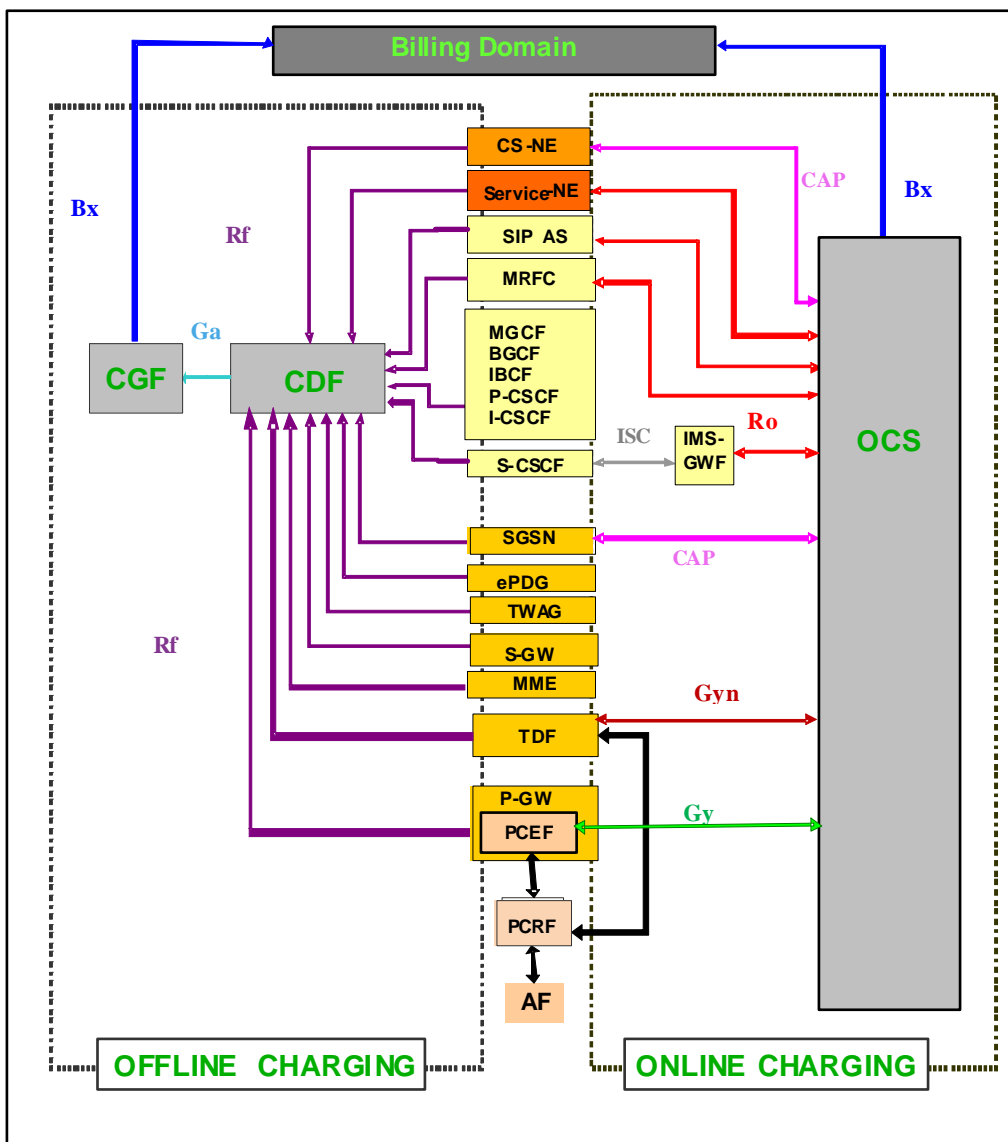 Billing Domain
CS-NE
CAP
Service-NE
Bx
Bx
Rf
SIP AS
MRFC
Ga
MGCF
BGCF
IBCF
P-CSCF
I-CSCF
CGF
CDF
OCS
ISC
IMS-
GWF
Ro
S-CSCF
SGSN
CAP
ePDG
TWAG
Rf
S-GW
MME
Gyn
TDF
P-GW
PCEF
Gy
PCRF
AF
OFFLINE CHARGING
ONLINE CHARGING